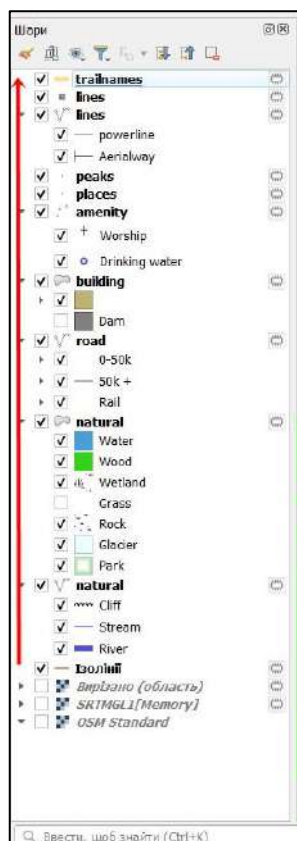 Шари
trailnames
lines
lines
powerline
Aerialway
peaks
places
amenity
Worship
Drinking water
building
Dam
road
0-50k
50k +
Rail
natural
Water
Wood
Wetland
Grass
Rock
Glacier
Park
natural
Cliff
Stream
River
Ізолінії
Вирізано (область)
SRTMGL1[Memory]
OSM Standard
Ввести, щоб знайти (Ctrl+K)